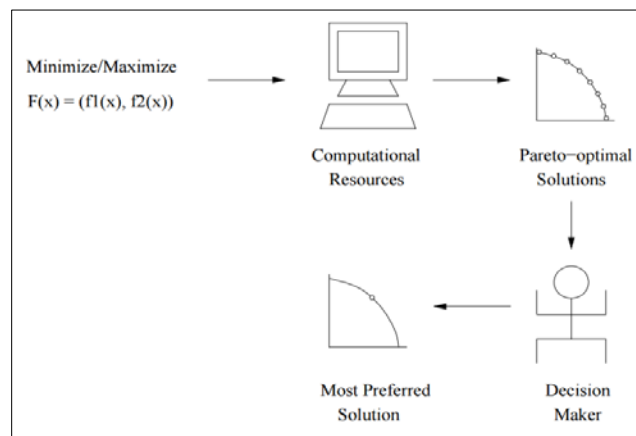 Minimize/Maximize
F(x) = (f1(x), f2(x))
Computational
Resources
Pareto−optimal
Solutions
Most Preferred
Solution
Decision
Maker